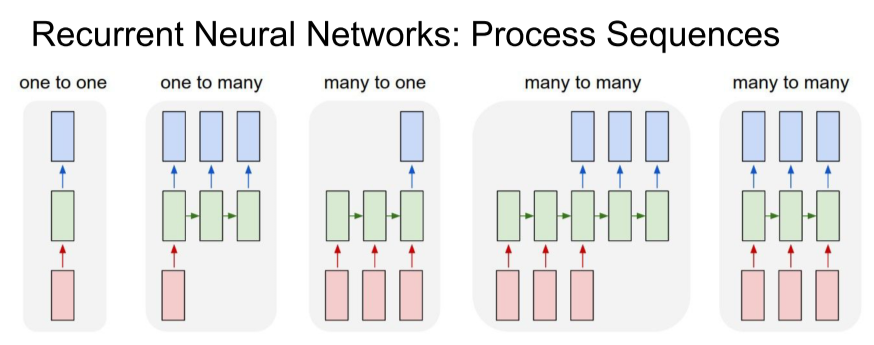 Recurrent Neural Networks: Process Sequences
one to one
one to many
many to one
many to many
many to many